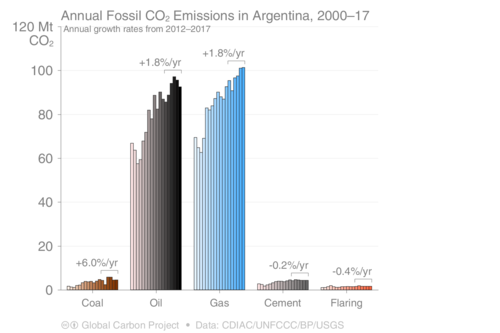 Annual Fossil CO₂ Emissions in Argentina, 2000–17
120 Mt
CO₂
Annual growth rates from 2012–2017
100
80
60
40
20
0
+6.0%/yr
+1.8%/yr
+1.8%/yr
-0.2%/yr
-0.4%/yr
Coal
Oil
Gas
Cement
Flaring
Global Carbon Project • Data: CDIAC/UNFCCC/BP/USGS